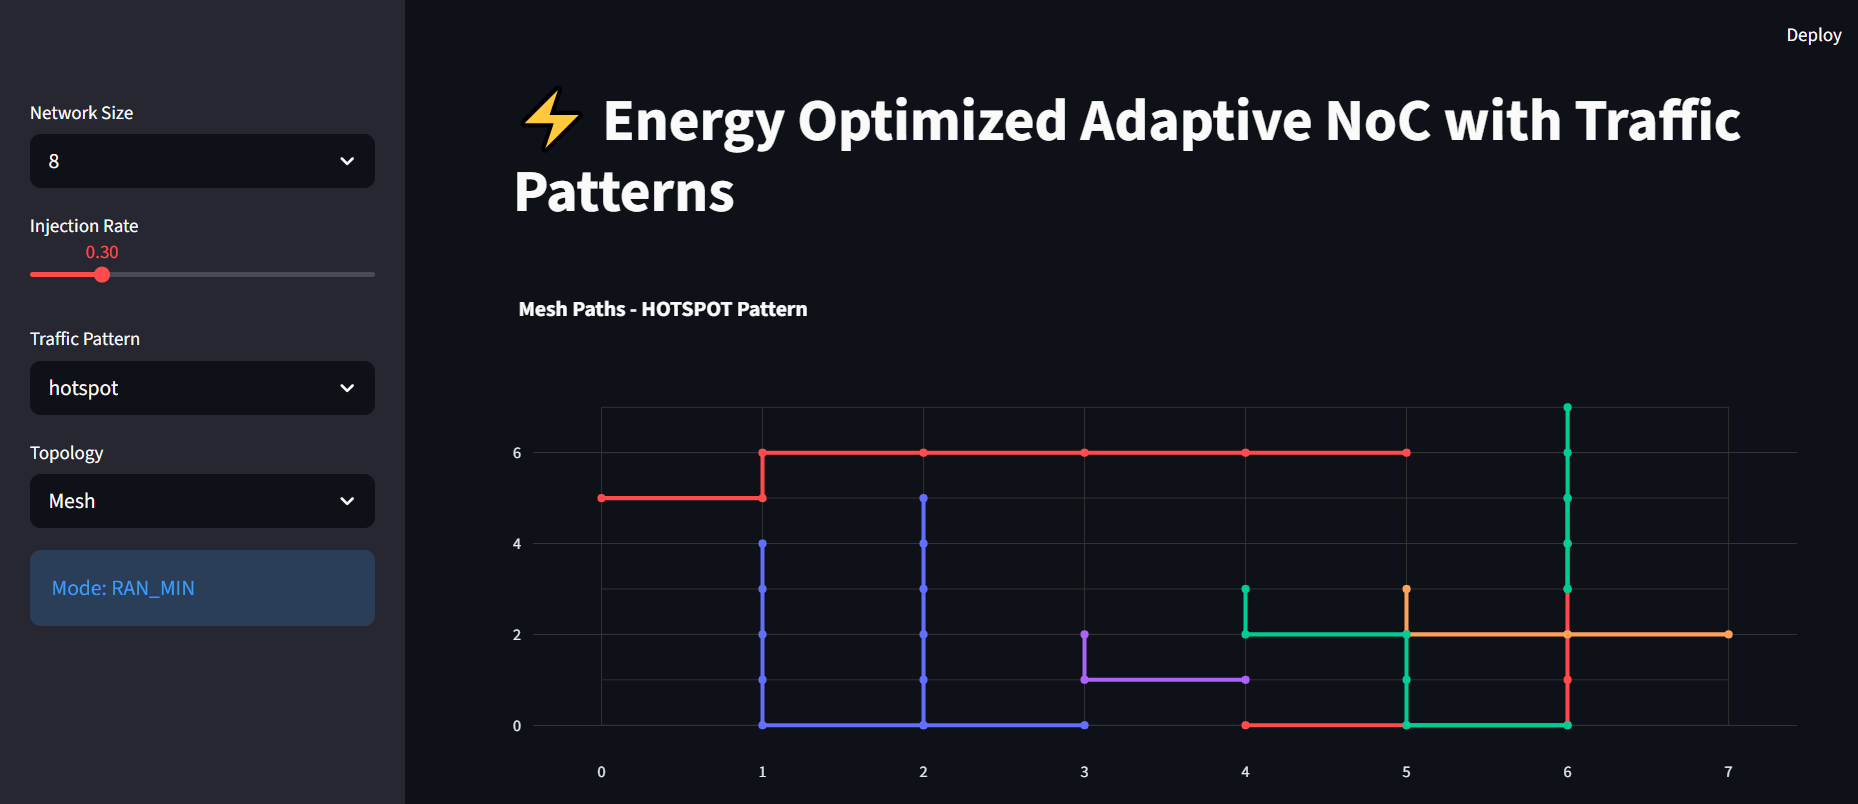 Deploy
Network Size
8
Injection Rate
0.30
Traffic Pattern
hotspot
Topology
Mesh
Mode: RAN_MIN
⚡ Energy Optimized Adaptive NoC with Traffic
Patterns
Mesh Paths - HOTSPOT Pattern
6
4
2
0
0 1 2 3 4 5 6 7